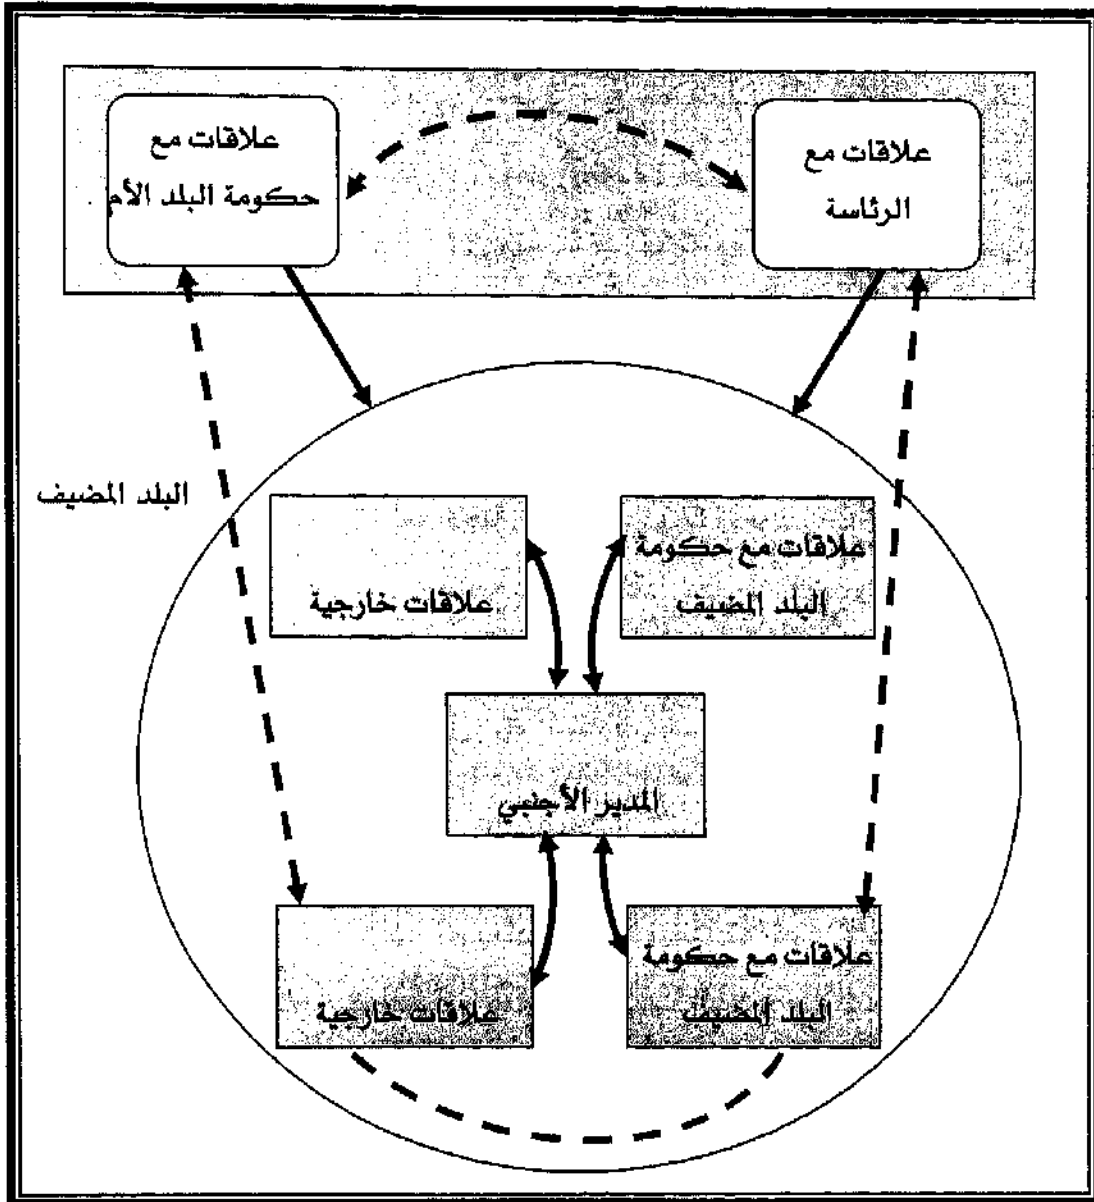 علاقات مع
الرئاسة
علاقات مع
حكومة البلد الأم
البلد المضيف
علاقات مع حكومة
البلد المضيف
علاقات خارجية
المدير الأجنبي
علاقات مع حكومة
البلد المضيف
علاقات خارجية